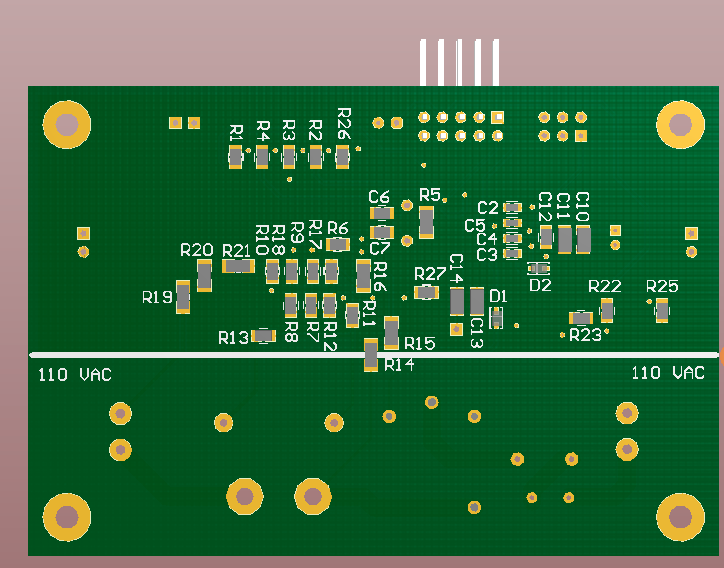 R1 R4 R3 R2 R26
C6 R5
C2
C5
C4
C3
C12 C11 C10
R10 R18 R9 R17 R6
C7
R20 R21
R16
R27 C14 D1 D2
R19
R22 R25
R11
R8 R7 R12
C13
R23
R13
R15
R14
110 VAC
110 VAC